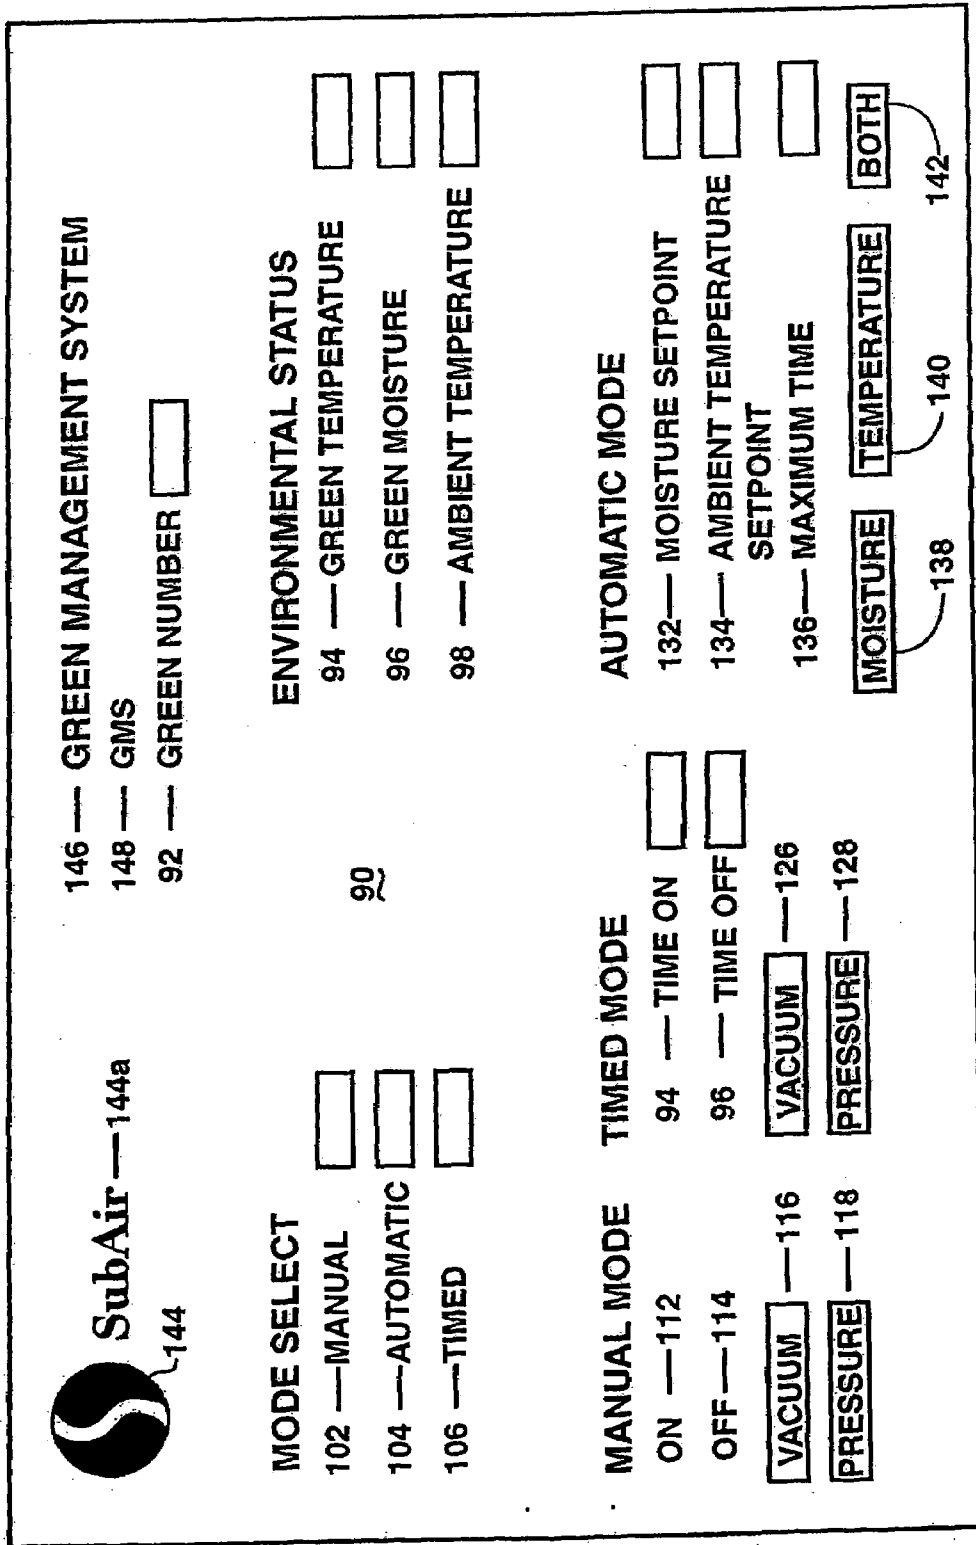 SubAir — 144a
144
146 — GREEN MANAGEMENT SYSTEM
148 — GMS
92 — GREEN NUMBER
90
MODE SELECT
102 — MANUAL
104 — AUTOMATIC
106 — TIMED
ENVIRONMENTAL STATUS
94 — GREEN TEMPERATURE
96 — GREEN MOISTURE
98 — AMBIENT TEMPERATURE
MANUAL MODE
ON — 112
OFF — 114
VACUUM — 116
PRESSURE — 118
TIMED MODE
94 — TIME ON
96 — TIME OFF
VACUUM — 126
PRESSURE — 128
AUTOMATIC MODE
132 — MOISTURE SETPOINT
134 — AMBIENT TEMPERATURE
SETPOINT
136 — MAXIMUM TIME
MOISTURE TEMPERATURE BOTH
138 140 142